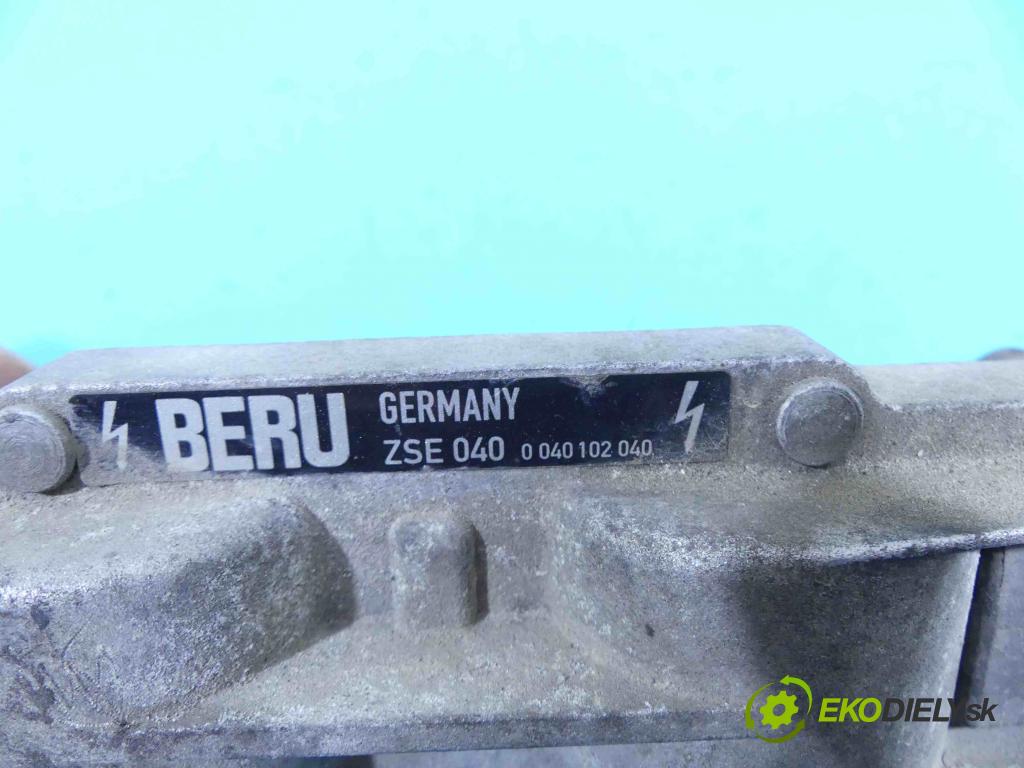 BERU GERMANY
ZSE 040 0 040 102 040
EKODIELY.sk